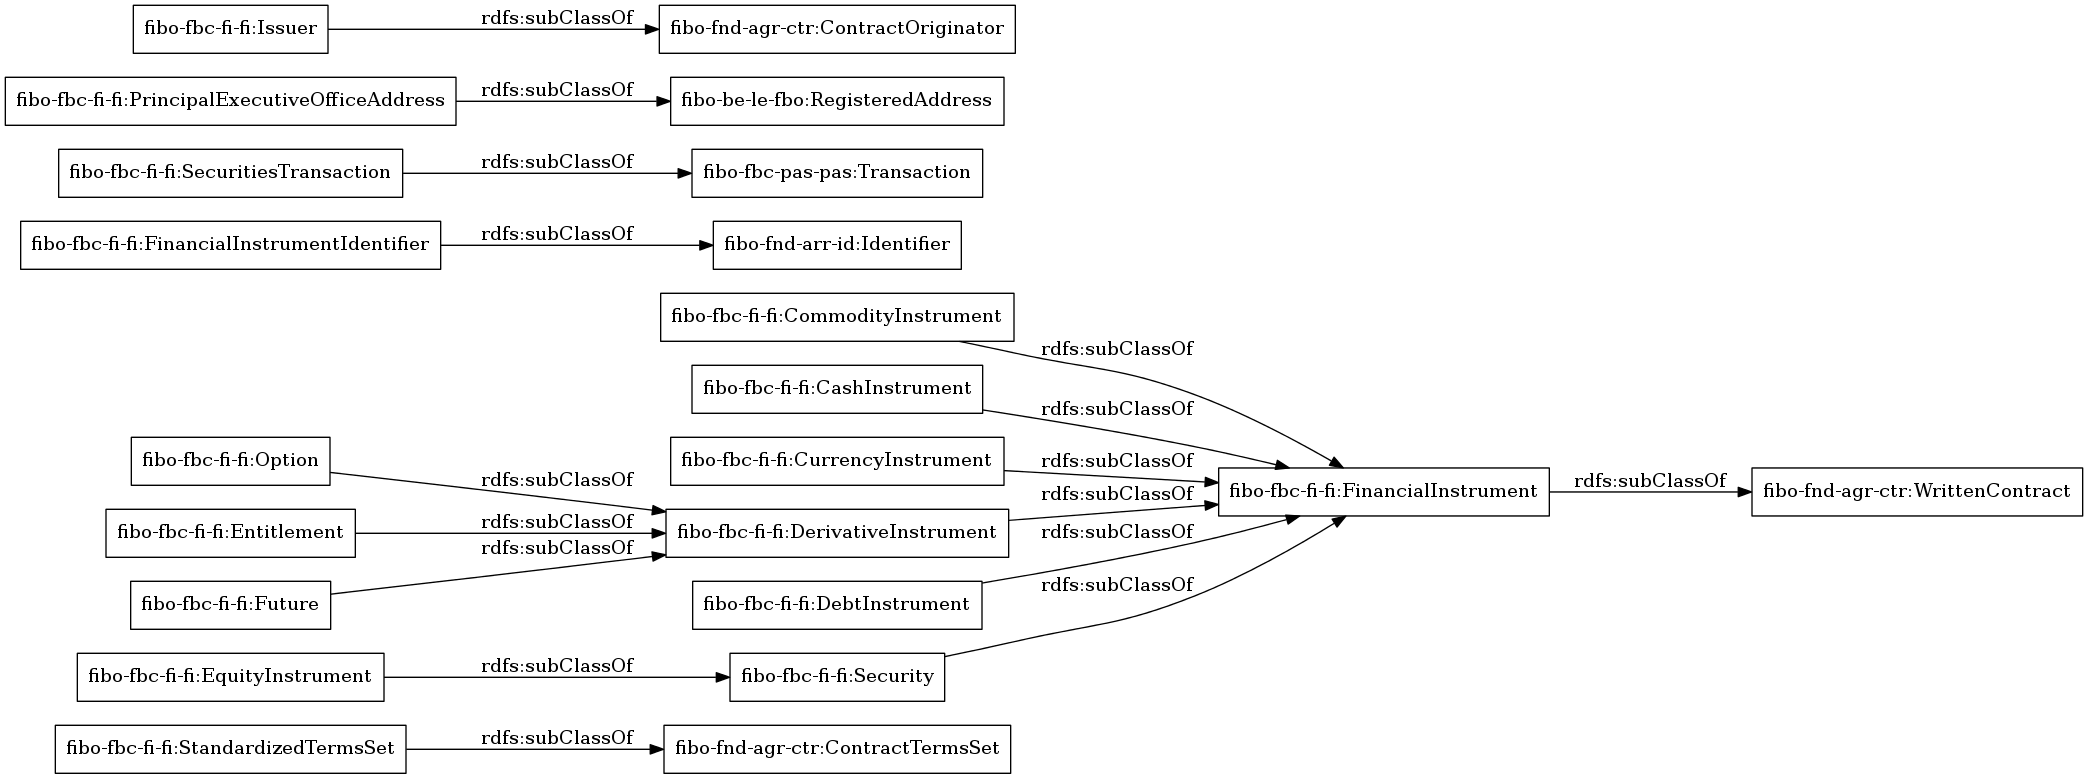 fibo-fbc-fi-fi:Issuer rdfs:subClassOf fibo-fnd-agr-ctr:ContractOriginator
fibo-fbc-fi-fi:PrincipalExecutiveOfficeAddress rdfs:subClassOf fibo-be-le-fbo:RegisteredAddress
fibo-fbc-fi-fi:SecuritiesTransaction rdfs:subClassOf fibo-fbc-pas-pas:Transaction
fibo-fbc-fi-fi:FinancialInstrumentIdentifier rdfs:subClassOf fibo-fnd-arr-id:Identifier
fibo-fbc-fi-fi:CommodityInstrument
rdfs:subClassOf
fibo-fbc-fi-fi:CashInstrument
rdfs:subClassOf
fibo-fbc-fi-fi:Option
fibo-fbc-fi-fi:CurrencyInstrument rdfs:subClassOf
rdfs:subClassOf
rdfs:subClassOf
fibo-fbc-fi-fi:FinancialInstrument rdfs:subClassOf fibo-fnd-agr-ctr:WrittenContract
fibo-fbc-fi-fi:Entitlement rdfs:subClassOf fibo-fbc-fi-fi:DerivativeInstrument rdfs:subClassOf
rdfs:subClassOf
fibo-fbc-fi-fi:Future
fibo-fbc-fi-fi:DebtInstrument
rdfs:subClassOf
fibo-fbc-fi-fi:EquityInstrument rdfs:subClassOf fibo-fbc-fi-fi:Security
fibo-fbc-fi-fi:StandardizedTermsSet rdfs:subClassOf fibo-fnd-agr-ctr:ContractTermsSet